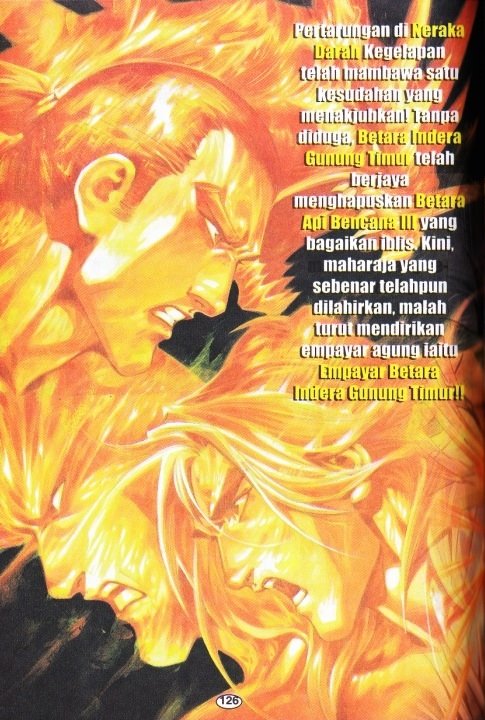 Pertarungan di Neraka
Darah Kegelapan
telah mambawa satu
kesudahan yang
menakjubkan! Tanpa
diduga, Betara Indera
Gunung Timur telah
berjaya
menghapuskan Betara
Api Bencana III yang
bagaikan iblis. Kini,
maharaja yang
sebenar telahpun
dilahirkan, malah
turut mendirikan
empayar agung iaitu
Empayar Betara
Indera Gunung Timur!!
126